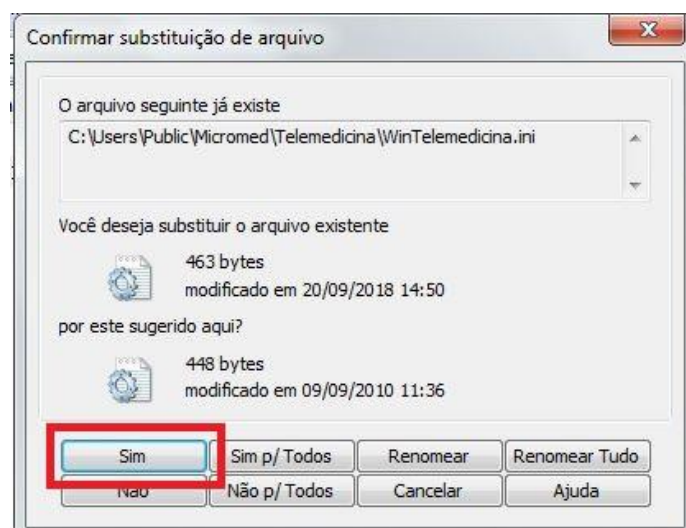 Confirmar substituição de arquivo
O arquivo seguinte já existe
C:\Users\Public\Micromed\Telemedicina\WinTelemedicina.ini
Você deseja substituir o arquivo existente
463 bytes
modificado em 20/09/2018 14:50
por este sugerido aqui?
448 bytes
modificado em 09/09/2010 11:36
Sim Sim p/ Todos Renomear Renomear Tudo
Não Não p/ Todos Cancelar Ajuda